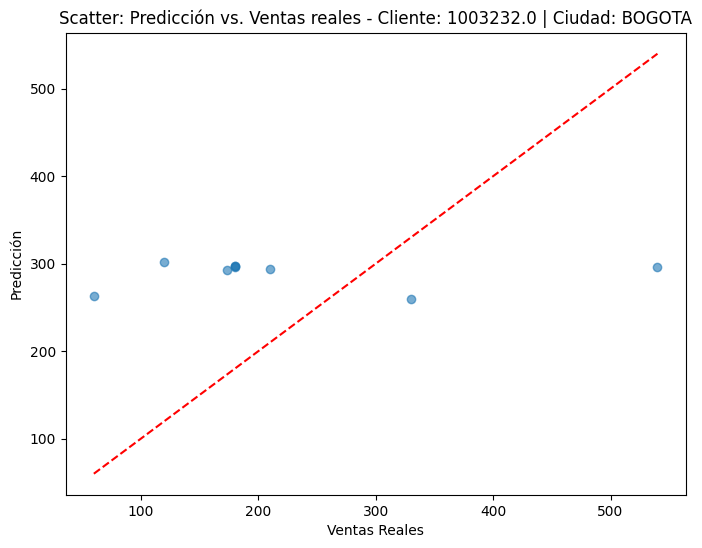 Scatter: Predicción vs. Ventas reales - Cliente: 1003232.0 | Ciudad: BOGOTA
500
400
300
200
100
Predicción
100 200 300 400 500
Ventas Reales